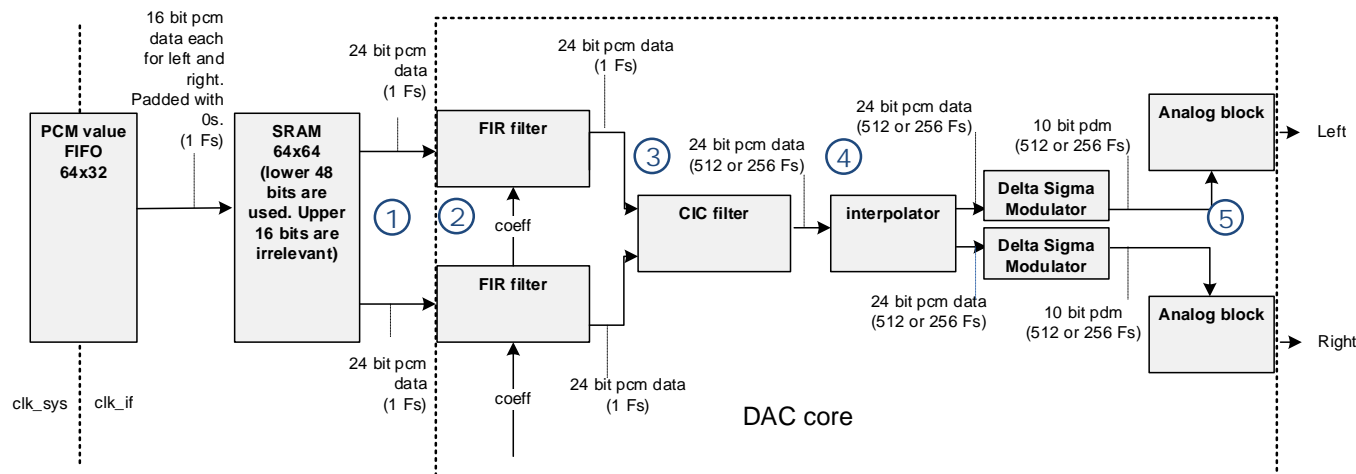 16 bit pcm
data each
for left and
right.
Padded with
0s.
(1 Fs)
PCM value
FIFO
64x32
clk_sys
clk_if
SRAM
64x64
(lower 48
bits are
used. Upper
16 bits are
irrelevant)
24 bit pcm
data
(1 Fs)
1
24 bit pcm
data
(1 Fs)
2
FIR filter
coeff
FIR filter
coeff
24 bit pcm data
(1 Fs)
24 bit pcm data
(1 Fs)
3
CIC filter
24 bit pcm data
(512 or 256 Fs)
4
interpolator
24 bit pcm data
(512 or 256 Fs)
24 bit pcm data
(512 or 256 Fs)
Delta Sigma
Modulator
Delta Sigma
Modulator
10 bit pdm
(512 or 256 Fs)
10 bit pdm
(512 or 256 Fs)
5
Analog block
Analog block
Left
Right
DAC core